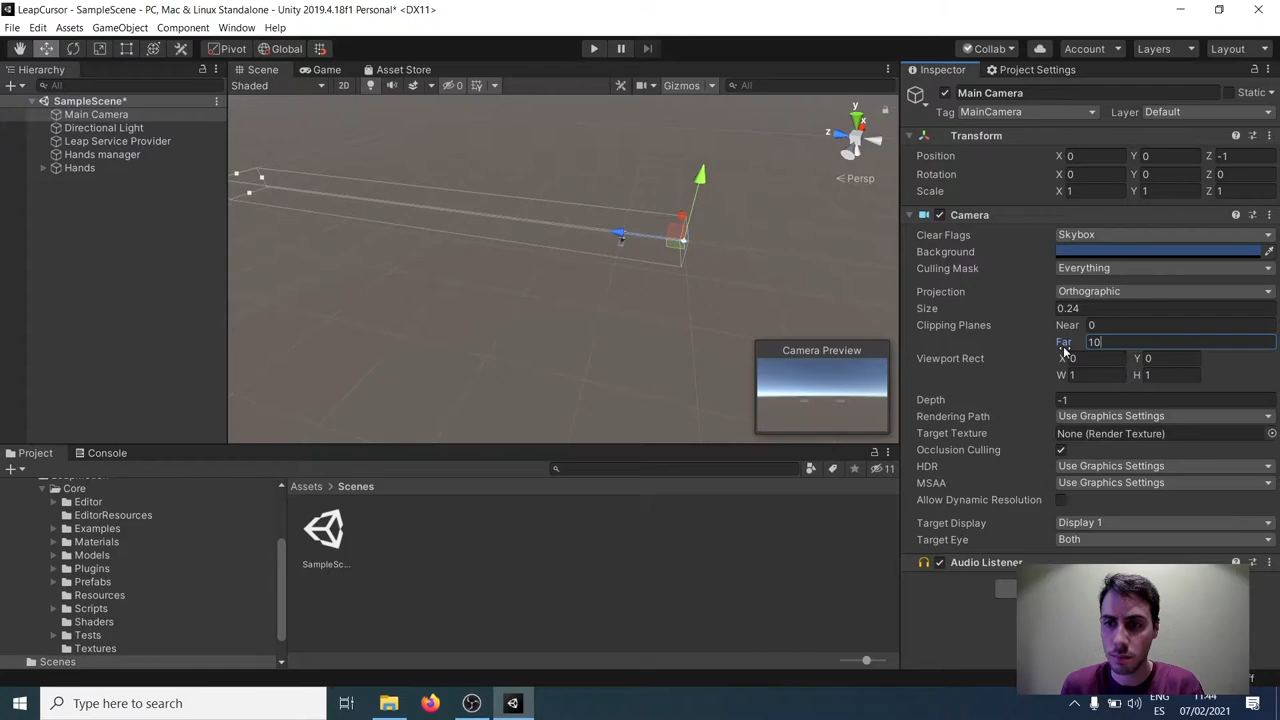 LeapCursor - SampleScene - PC, Mac & Linux Standalone - Unity 2019.4.18f1 Personal* <DX11>
File Edit Assets GameObject Component Window Help
Pivot Global Collab Account Layers Layout
Hierarchy
All
SampleScene*
Main Camera
Directional Light
Leap Service Provider
Hands manager
Hands
Scene Game Asset Store
Shaded 2D 0 Gizmos All
y
x
z
Persp
Camera Preview
Inspector Project Settings
Main Camera Static
Tag MainCamera Layer Default
Transform
Position X 0 Y 0 Z -1
Rotation X 0 Y 0 Z 0
Scale X 1 Y 1 Z 1
Camera
Clear Flags Skybox
Background
Culling Mask Everything
Projection Orthographic
Size 0.24
Clipping Planes Near 0
Far 10
Viewport Rect X 0 Y 0
W 1 H 1
Depth -1
Rendering Path Use Graphics Settings
Target Texture None (Render Texture)
Occlusion Culling
HDR Use Graphics Settings
MSAA Use Graphics Settings
Allow Dynamic Resolution
Target Display Display 1
Target Eye Both
Audio Listener
Project Console
11
Core
Editor
EditorResources
Examples
Materials
Models
Plugins
Prefabs
Resources
Scripts
Shaders
Tests
Textures
Scenes
Assets > Scenes
SampleSc...
Type here to search
ENG
ES
11:44
07/02/2021